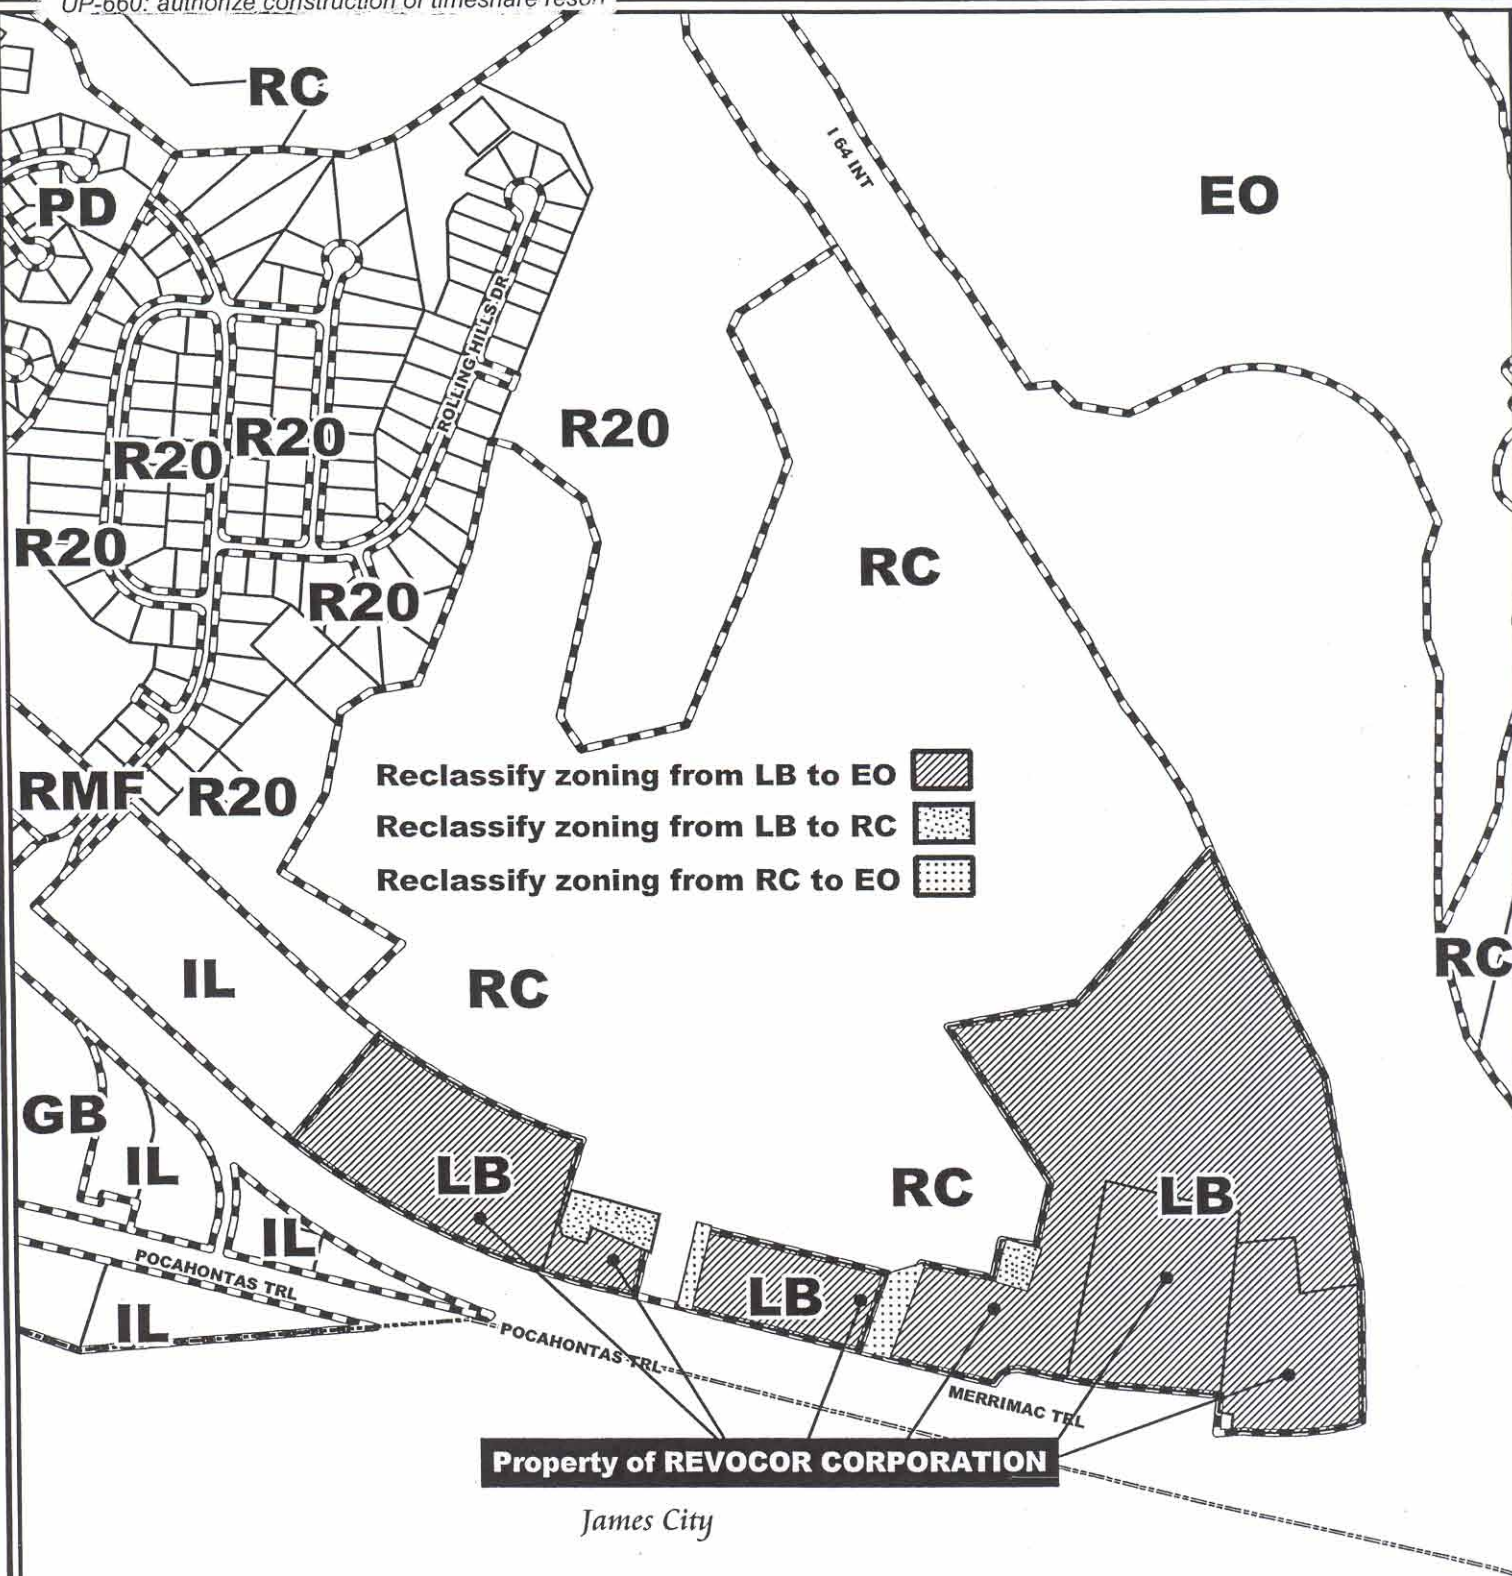 UP-660: authorize construction of timeshare resort
RC
I 64 INT
EO
PD
ROLLING HILLS DR
R20
R20
R20
R20
R20
RC
RMF
R20
Reclassify zoning from LB to EO
Reclassify zoning from LB to RC
Reclassify zoning from RC to EO
RC
IL
RC
GB
IL
LB
RC
LB
IL
POCAHONTAS TRL
LB
IL
POCAHONTAS TRL
MERRIMAC TRL
Property of REVOCOR CORPORATION
James City